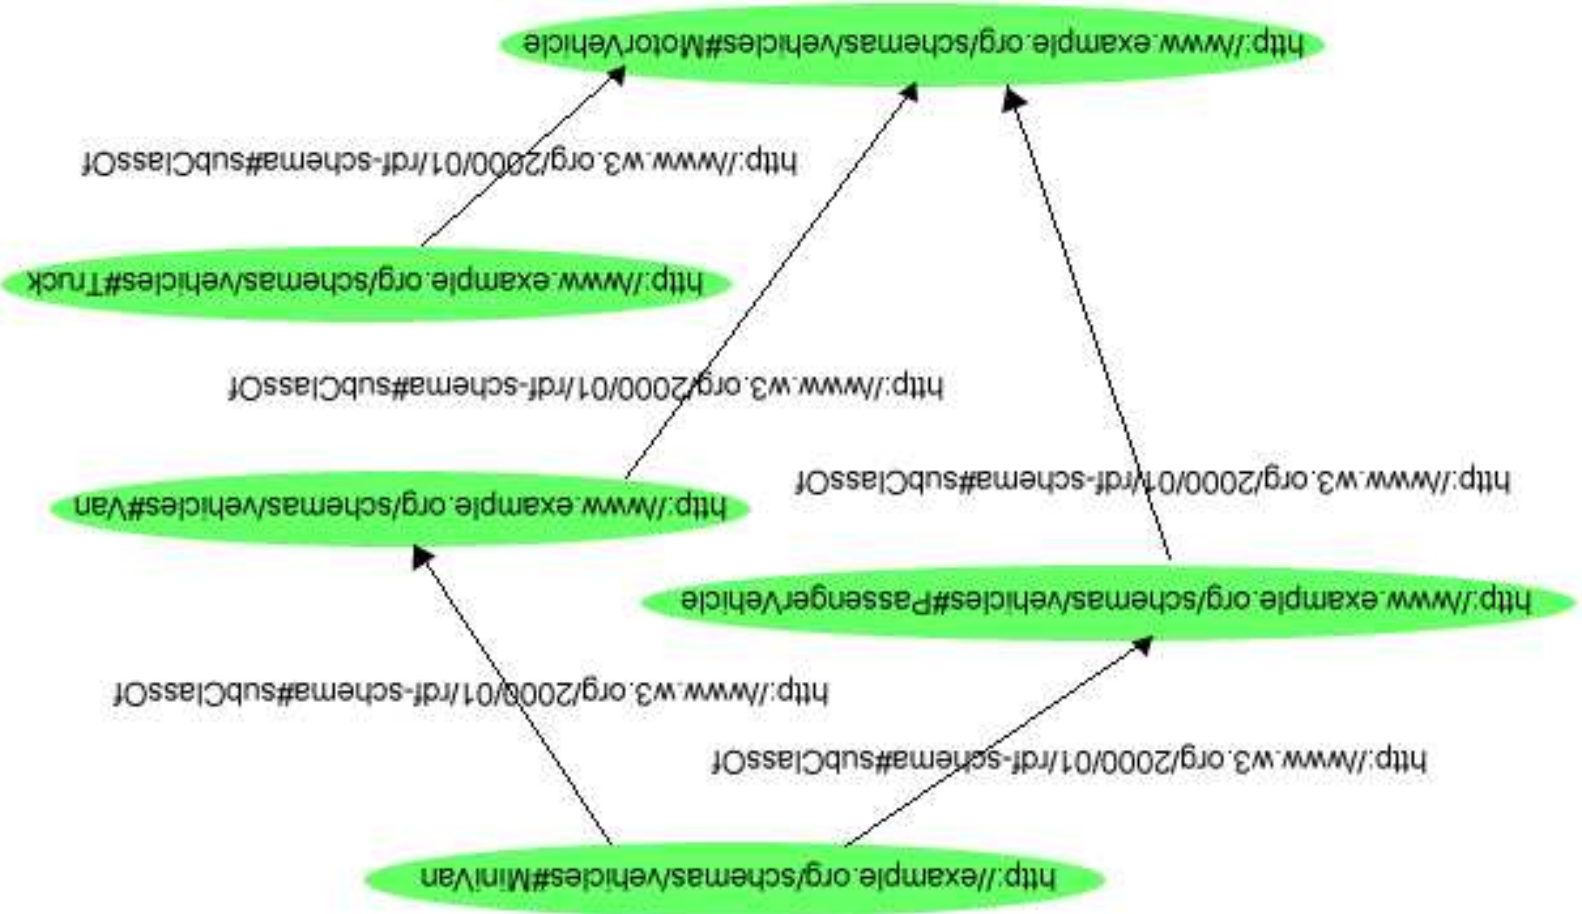 http://example.org/schemas/vehicles#MiniVan
http://www.w3.org/2000/01/rdf-schema#subClassOf
http://www.w3.org/2000/01/rdf-schema#subClassOf
http://www.example.org/schemas/vehicles#PassengerVehicle
http://www.example.org/schemas/vehicles#Van
http://www.w3.org/2000/01/rdf-schema#subClassOf
http://www.w3.org/2000/01/rdf-schema#subClassOf
http://www.example.org/schemas/vehicles#Truck
http://www.w3.org/2000/01/rdf-schema#subClassOf
http://www.example.org/schemas/vehicles#MotorVehicle